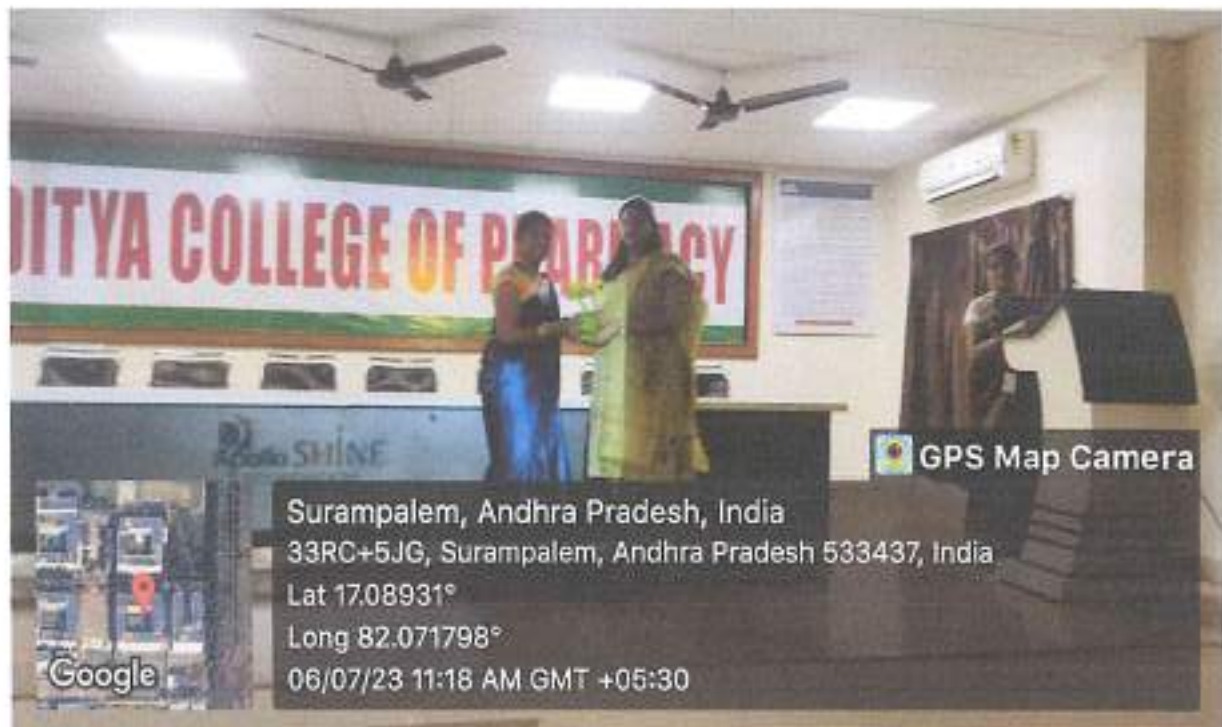 DITYA COLLEGE OF PHARMACY
SHINE
GPS Map Camera
Surampalem, Andhra Pradesh, India
33RC+5JG, Surampalem, Andhra Pradesh 533437, India
Lat 17.08931°
Long 82.071798°
06/07/23 11:18 AM GMT +05:30
Google